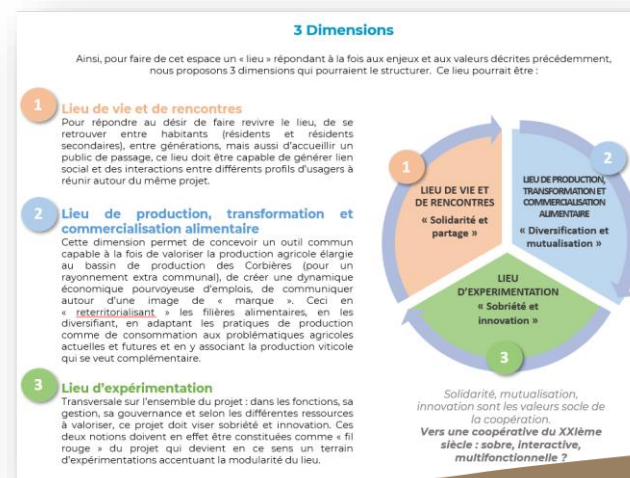 3 Dimensions
Ainsi, pour faire de cet espace un « lieu » répondant à la fois aux enjeux et aux valeurs décrites précédemment,
nous proposons 3 dimensions qui pourraient le structurer. Ce lieu pourrait être :
1
Lieu de vie et de rencontres
Pour répondre au désir de faire revivre le lieu, de se
retrouver entre habitants (résidents et résidents
secondaires), entre générations, mais aussi d'accueillir un
public de passage, ce lieu doit être capable de générer lien
social et des interactions entre différents profils d'usagers à
réunir autour du même projet.
2
Lieu de production, transformation et
commercialisation alimentaire
Cette dimension permet de concevoir un outil commun
capable à la fois de valoriser la production agricole élargie
au bassin de production des Corbières (pour un
rayonnement extra communal), de créer une dynamique
économique pourvoyeuse d'emplois, de communiquer
autour d'une image de « marque ». Ceci en
« reterritorialisant » les filières alimentaires, en les
diversifiant, en adaptant les pratiques de production
comme de consommation aux problématiques agricoles
actuelles et futures et en y associant la production viticole
qui se veut complémentaire.
3
Lieu d'expérimentation
Transversale sur l'ensemble du projet : dans les fonctions, sa
gestion, sa gouvernance et selon les différentes ressources
à valoriser, ce projet doit viser sobriété et innovation. Ces
deux notions doivent en effet être constituées comme « fil
rouge » du projet qui devient en ce sens un terrain
d'expérimentations accentuant la modularité du lieu.
1
LIEU DE VIE ET
DE RENCONTRES
« Solidarité et
partage »
2
LIEU DE PRODUCTION,
TRANSFORMATION ET
COMMERCIALISATION
ALIMENTAIRE
« Diversification et
mutualisation »
LIEU
D'EXPERIMENTATION
« Sobriété et
innovation »
3
Solidarité, mutualisation,
innovation sont les valeurs socle de
la coopération.
Vers une coopérative du XXIème
siècle : sobre, interactive,
multifonctionnelle ?